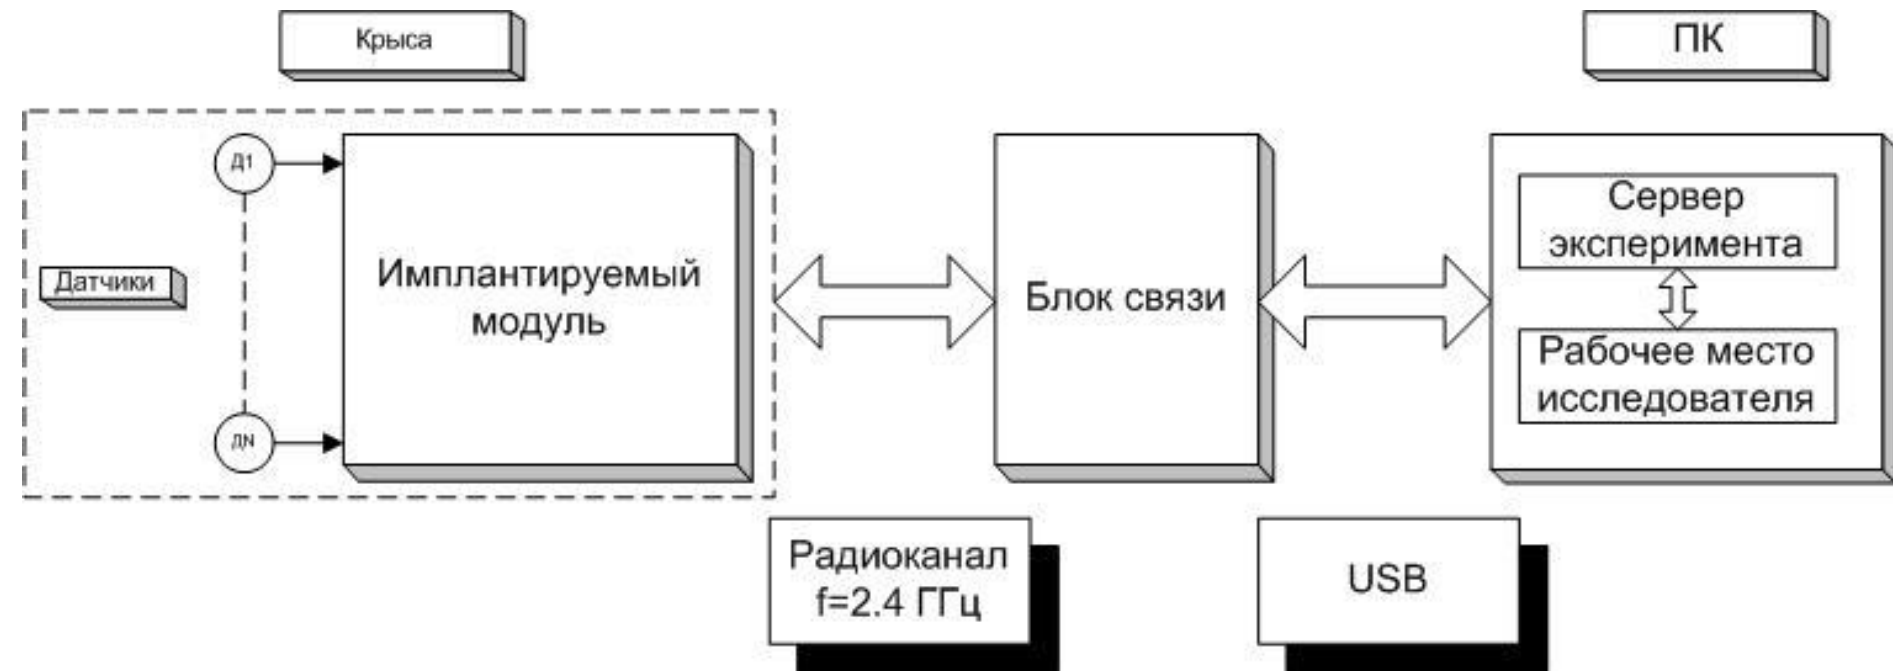 Крыса
ПК
Д1
Датчики
ДN
Имплантируемый
модуль
Блок связи
Сервер
эксперимента
Рабочее место
исследователя
Радиоканал
f=2.4 ГГц
USB